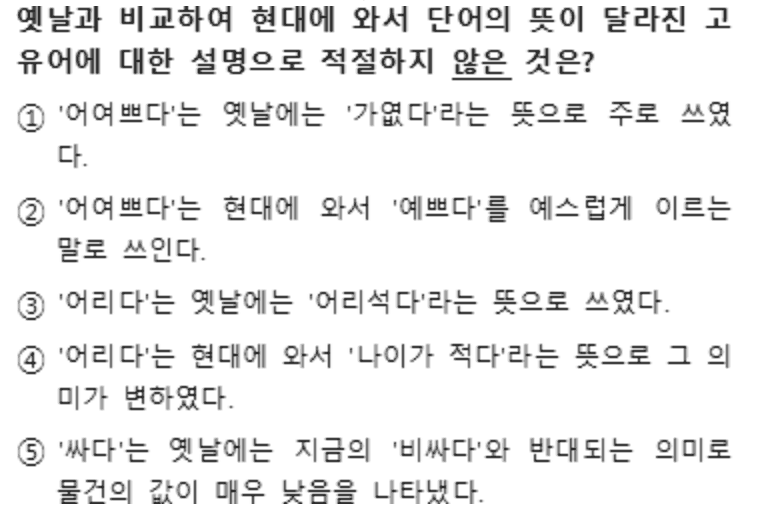 옛날과 비교하여 현대에 와서 단어의 뜻이 달라진 고
유어에 대한 설명으로 적절하지 않은 것은?
① '어여쁘다'는 옛날에는 '가엾다'라는 뜻으로 주로 쓰였
다.
② '어여쁘다'는 현대에 와서 '예쁘다'를 예스럽게 이르는
말로 쓰인다.
③ '어리다'는 옛날에는 '어리석다'라는 뜻으로 쓰였다.
④ '어리다'는 현대에 와서 '나이가 적다'라는 뜻으로 그 의
미가 변하였다.
⑤ '싸다'는 옛날에는 지금의 '비싸다'와 반대되는 의미로
물건의 값이 매우 낮음을 나타냈다.